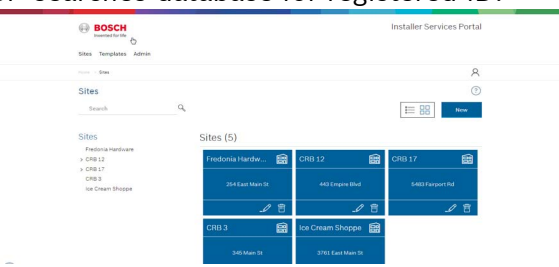 searches database for registered ID.
BOSCH
Invented for life
Installer Services Portal
Sites Templates Admin
Home > Sites
Sites
Search
New
Sites
Fredonia Hardware
> CRB 12
> CRB 17
CRB 3
Ice Cream Shoppe
Sites (5)
Fredonia Hardw...
CRB 12
CRB 17
254 East Main St
443 Empire Blvd
5483 Fairport Rd
CRB 3
Ice Cream Shoppe
345 Main St
3761 East Main St